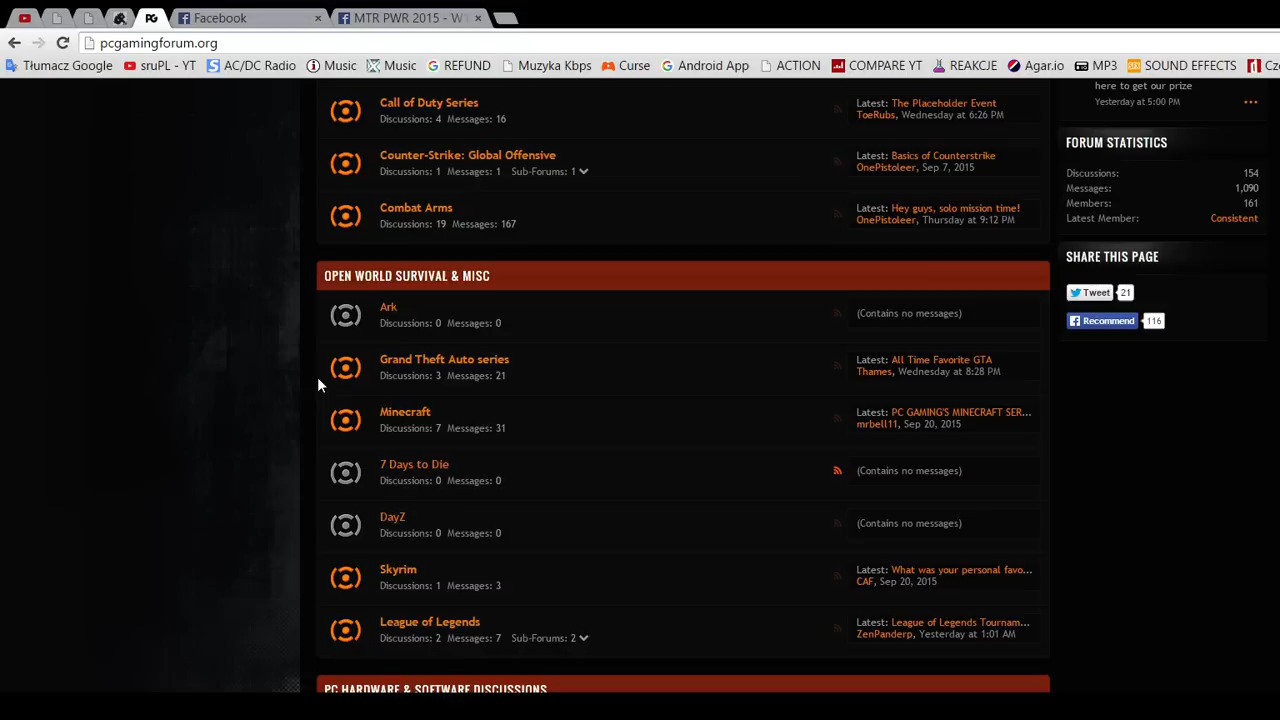 PG Facebook × MTR PWR 2015 - W ×
pcgamingforum.org
Tłumacz Google sruPL - YT AC/DC Radio Music Music REFUND Muzyka Kbps Curse Android App ACTION COMPARE YT REAKCJE Agar.io MP3 SOUND EFFECTS
here to get our prize
Yesterday at 5:00 PM
Call of Duty Series
Discussions: 4 Messages: 16
Latest: The Placeholder Event
ToeRubs, Wednesday at 6:26 PM
Counter-Strike: Global Offensive
Discussions: 1 Messages: 1 Sub-Forums: 1
Latest: Basics of Counterstrike
OnePistoleer, Sep 7, 2015
Combat Arms
Discussions: 19 Messages: 167
Latest: Hey guys, solo mission time!
OnePistoleer, Thursday at 9:12 PM
OPEN WORLD SURVIVAL & MISC
Ark
Discussions: 0 Messages: 0
(Contains no messages)
Grand Theft Auto series
Discussions: 3 Messages: 21
Latest: All Time Favorite GTA
Thames, Wednesday at 8:28 PM
Minecraft
Discussions: 7 Messages: 31
Latest: PC GAMING'S MINECRAFT SER...
mrbell11, Sep 20, 2015
7 Days to Die
Discussions: 0 Messages: 0
(Contains no messages)
DayZ
Discussions: 0 Messages: 0
(Contains no messages)
Skyrim
Discussions: 1 Messages: 3
Latest: What was your personal favo...
CAF, Sep 20, 2015
League of Legends
Discussions: 2 Messages: 7 Sub-Forums: 2
Latest: League of Legends Tournam...
ZenPanderp, Yesterday at 1:01 AM
PC HARDWARE & SOFTWARE DISCUSSIONS
FORUM STATISTICS
Discussions: 154
Messages: 1,090
Members: 161
Latest Member: Consistent
SHARE THIS PAGE
Tweet 21
Recommend 116